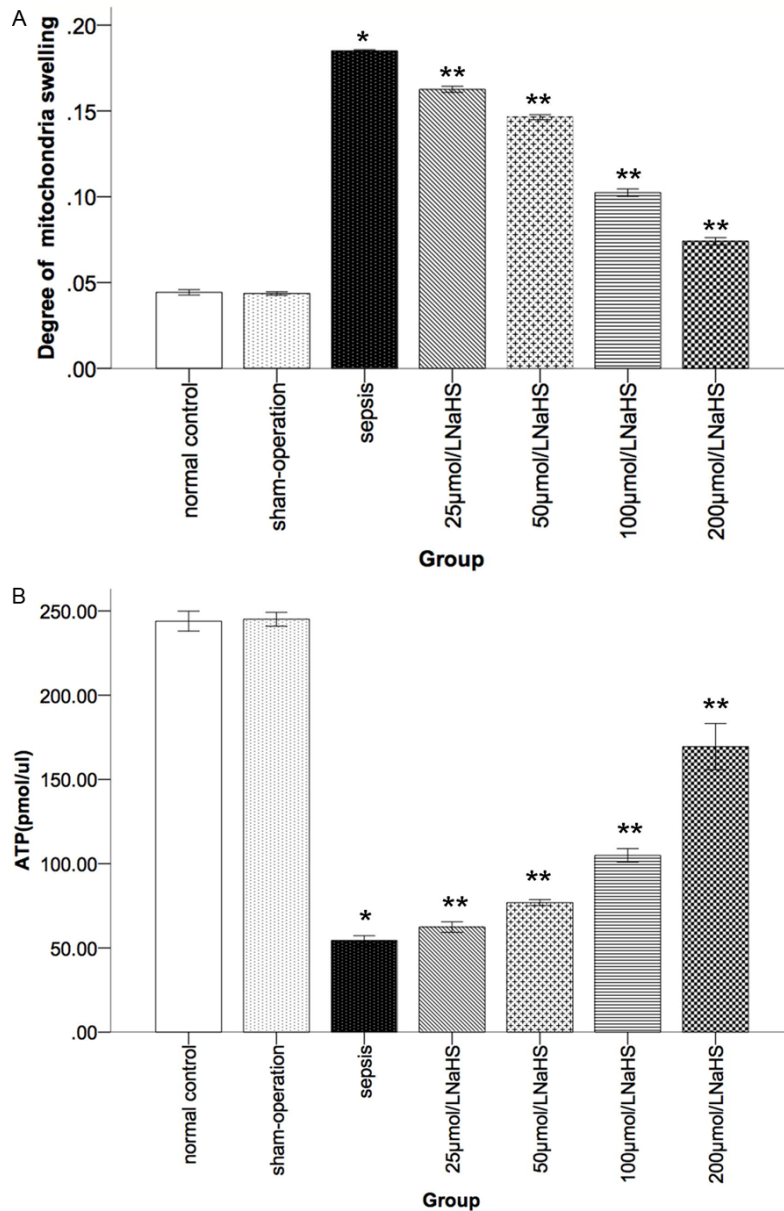 A
Degree of mitochondria swelling
.20
.15
.10
.05
.00
*
**
**
**
**
normal control
sham-operation
sepsis
25µmol/LNaHS
50µmol/LNaHS
100µmol/LNaHS
200µmol/LNaHS
Group
B
ATP(pmol/ul)
250.00
200.00
150.00
100.00
50.00
.00
*
**
**
**
**
normal control
sham-operation
sepsis
25µmol/LNaHS
50µmol/LNaHS
100µmol/LNaHS
200µmol/LNaHS
Group